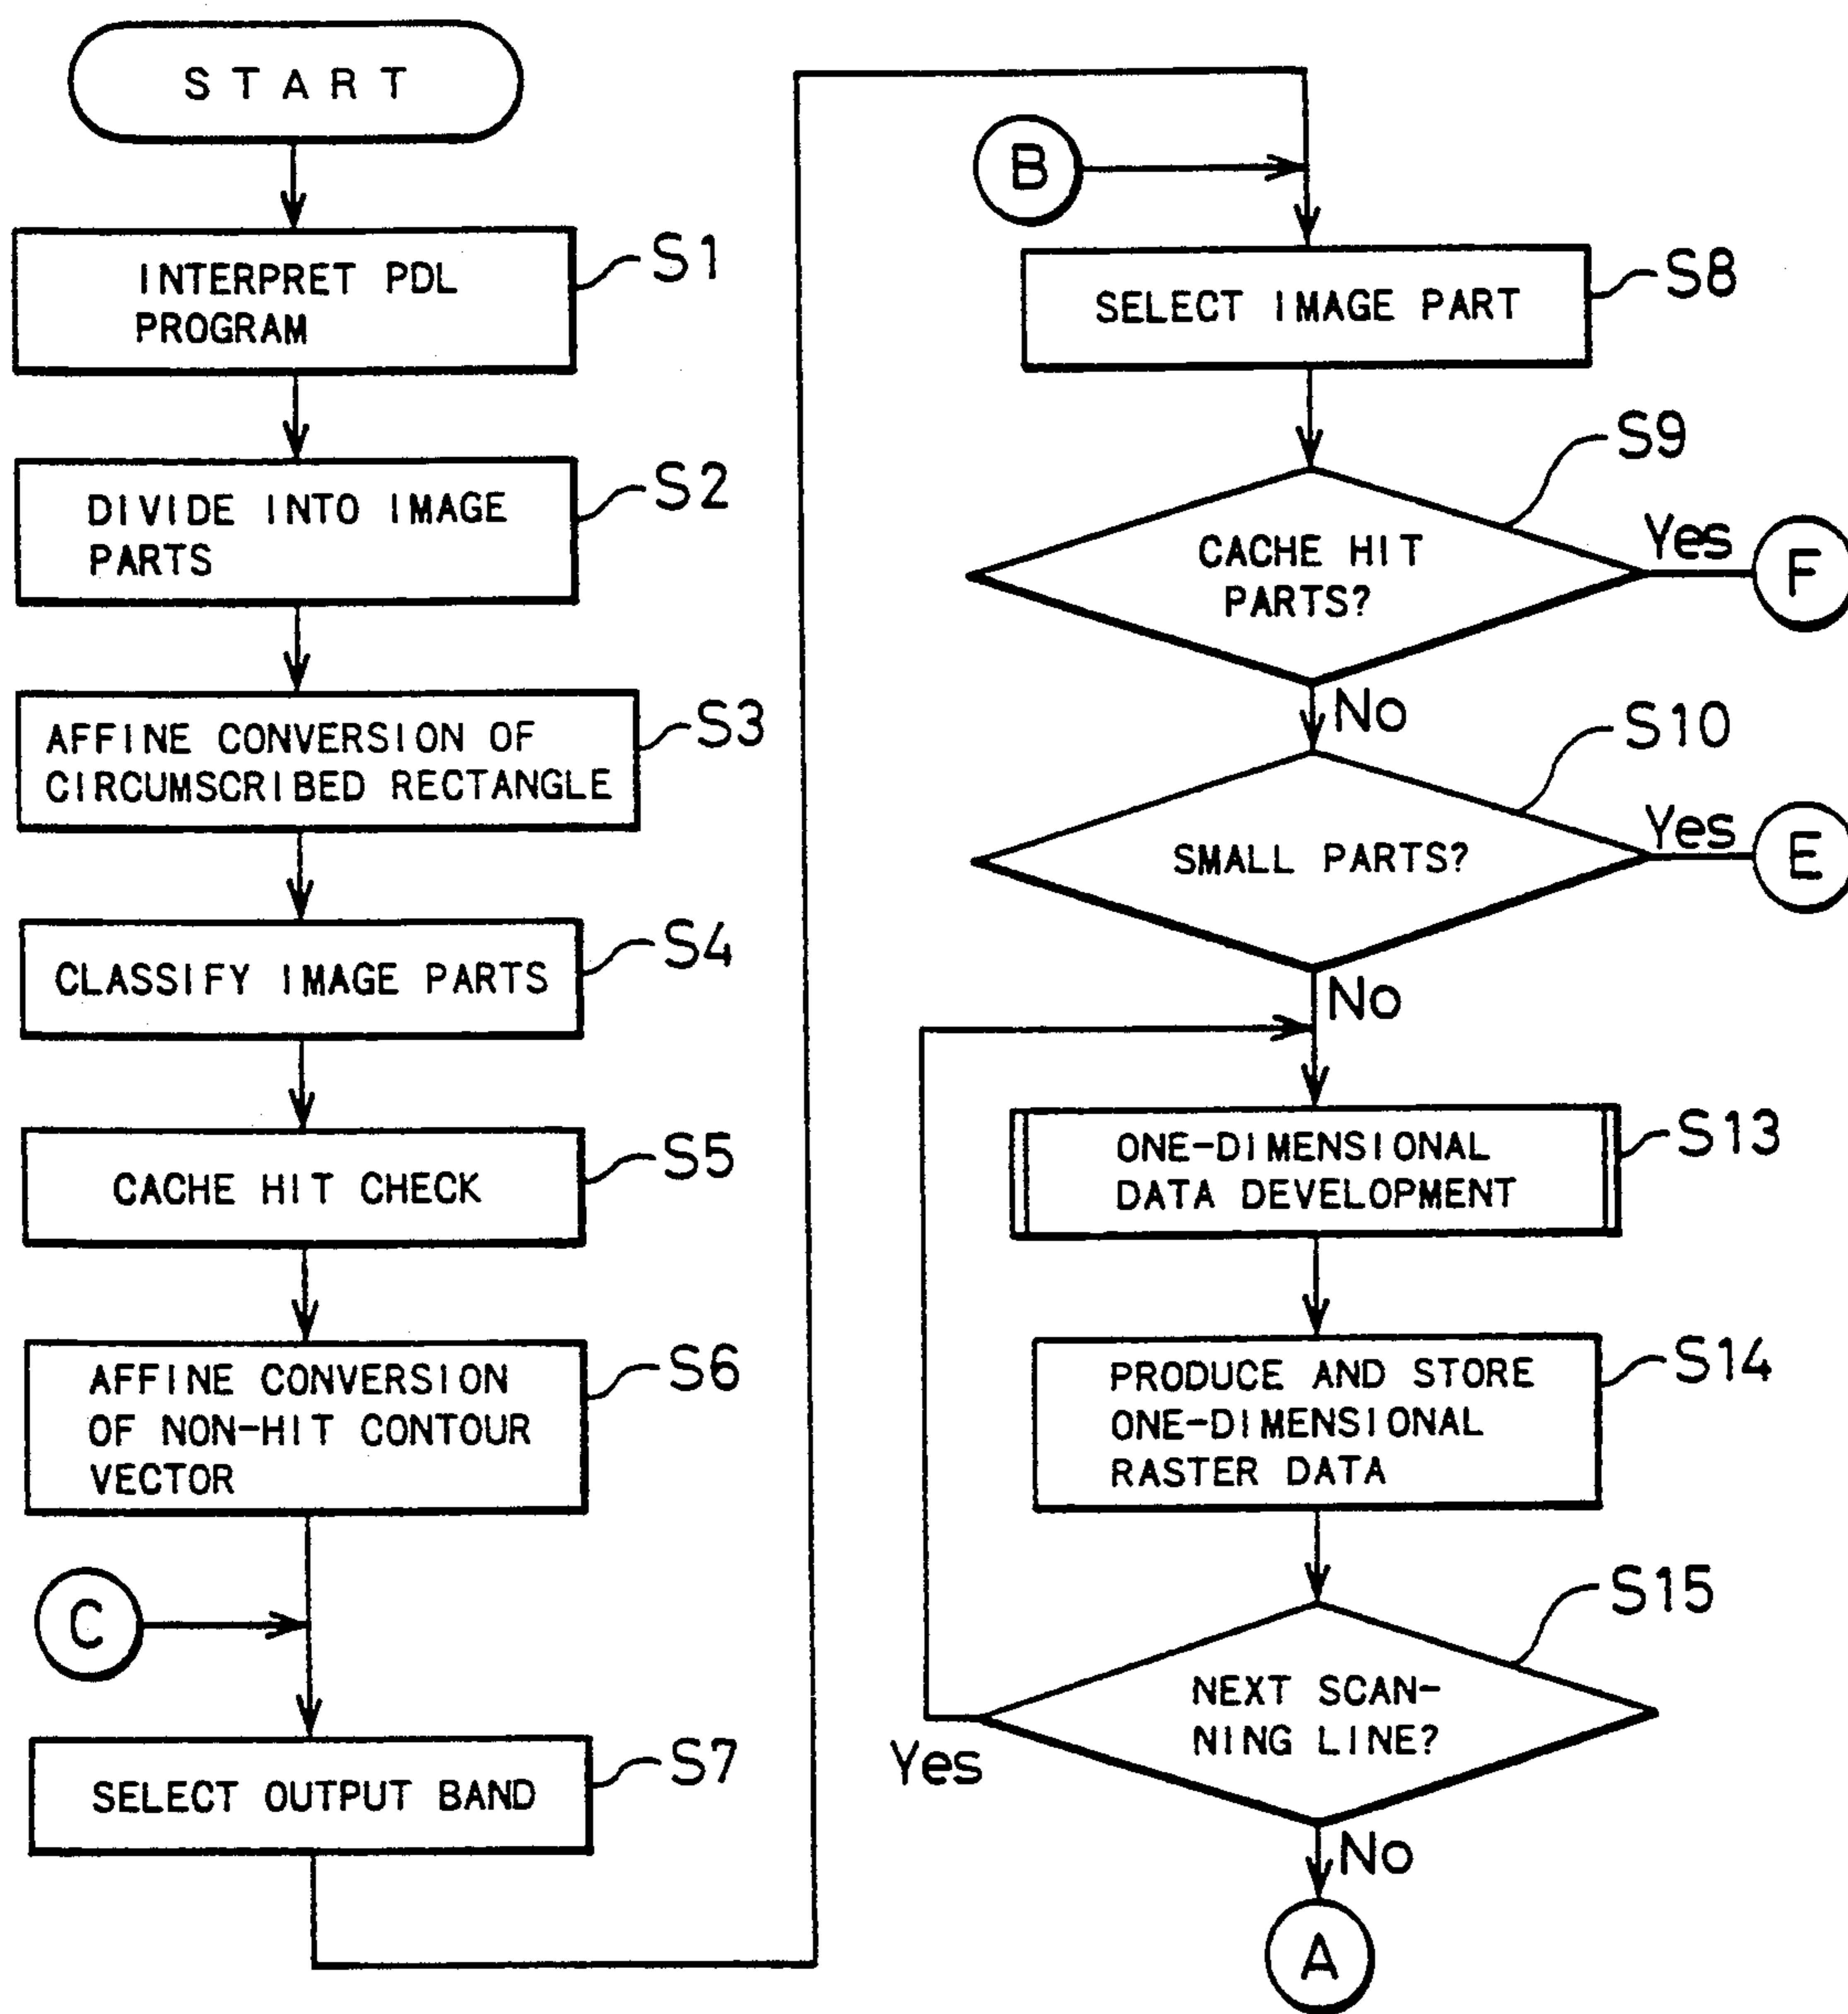 START
INTERPRET PDL
PROGRAM
S1
DIVIDE INTO IMAGE
PARTS
S2
AFFINE CONVERSION OF
CIRCUMSCRIBED RECTANGLE
S3
CLASSIFY IMAGE PARTS
S4
CACHE HIT CHECK
S5
AFFINE CONVERSION
OF NON-HIT CONTOUR
VECTOR
S6
C
SELECT OUTPUT BAND
S7
B
SELECT IMAGE PART
S8
CACHE HIT
PARTS?
S9
Yes
F
No
SMALL PARTS?
S10
Yes
E
No
ONE-DIMENSIONAL
DATA DEVELOPMENT
S13
PRODUCE AND STORE
ONE-DIMENSIONAL
RASTER DATA
S14
NEXT SCAN-
NING LINE?
S15
Yes
No
A